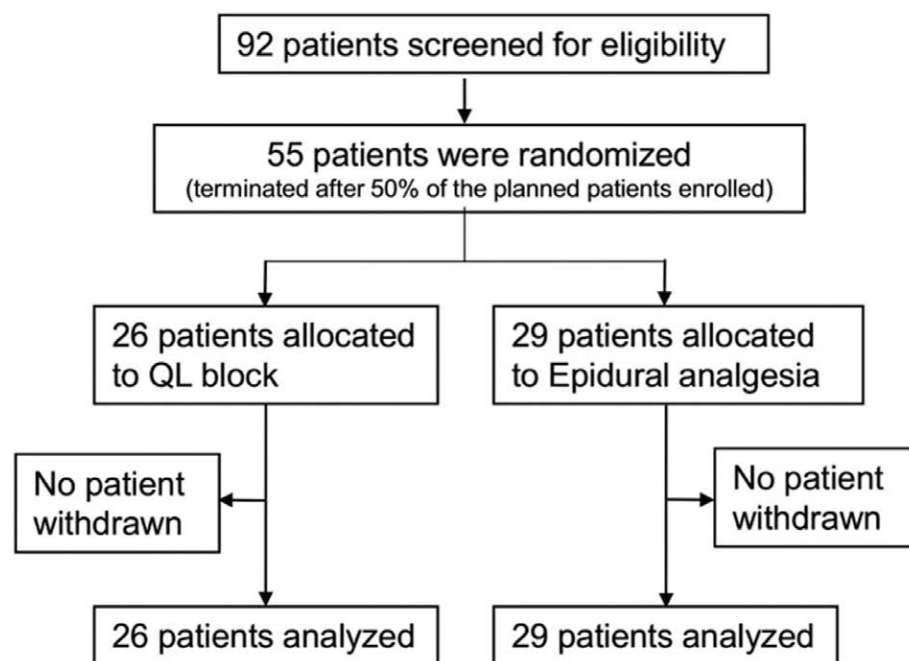 92 patients screened for eligibility
55 patients were randomized
(terminated after 50% of the planned patients enrolled)
26 patients allocated
to QL block
29 patients allocated
to Epidural analgesia
No patient
withdrawn
No patient
withdrawn
26 patients analyzed
29 patients analyzed